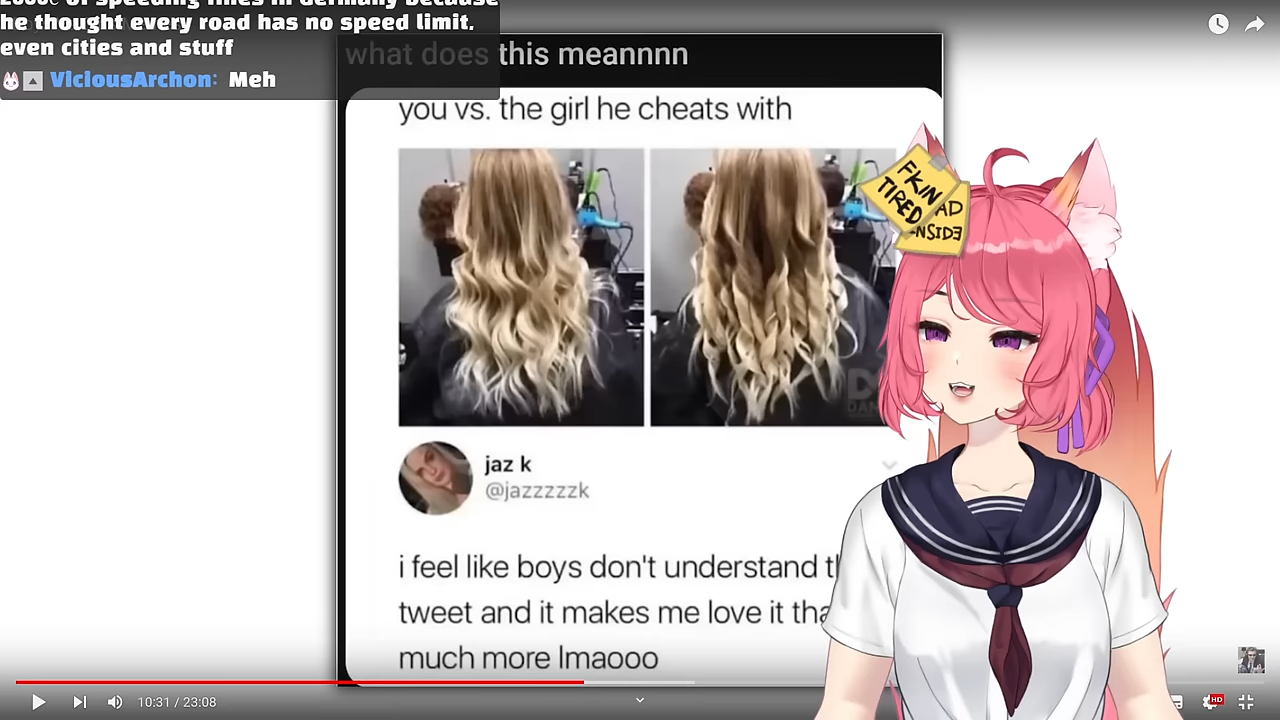 he thought every road has no speed limit,
even cities and stuff
ViciousArchon: Meh
what does this meannnn
you vs. the girl he cheats with
FKIN
TIRED
jaz k
@jazzzzzk
i feel like boys don't understand
tweet and it makes me love it
much more lmaooo
10:31 / 23:08
HD